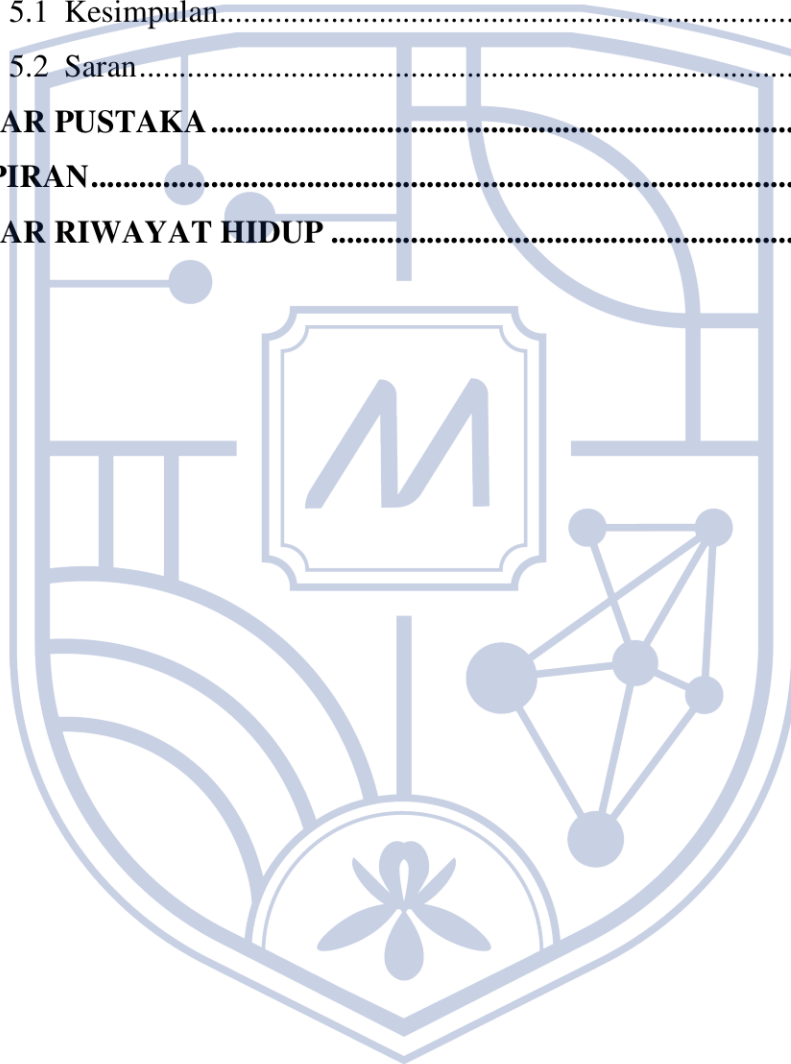 5.1 Kesimpulan
5.2 Saran
AR PUSTAKA
PIRAN
AR RIWAYAT HIDUP
M